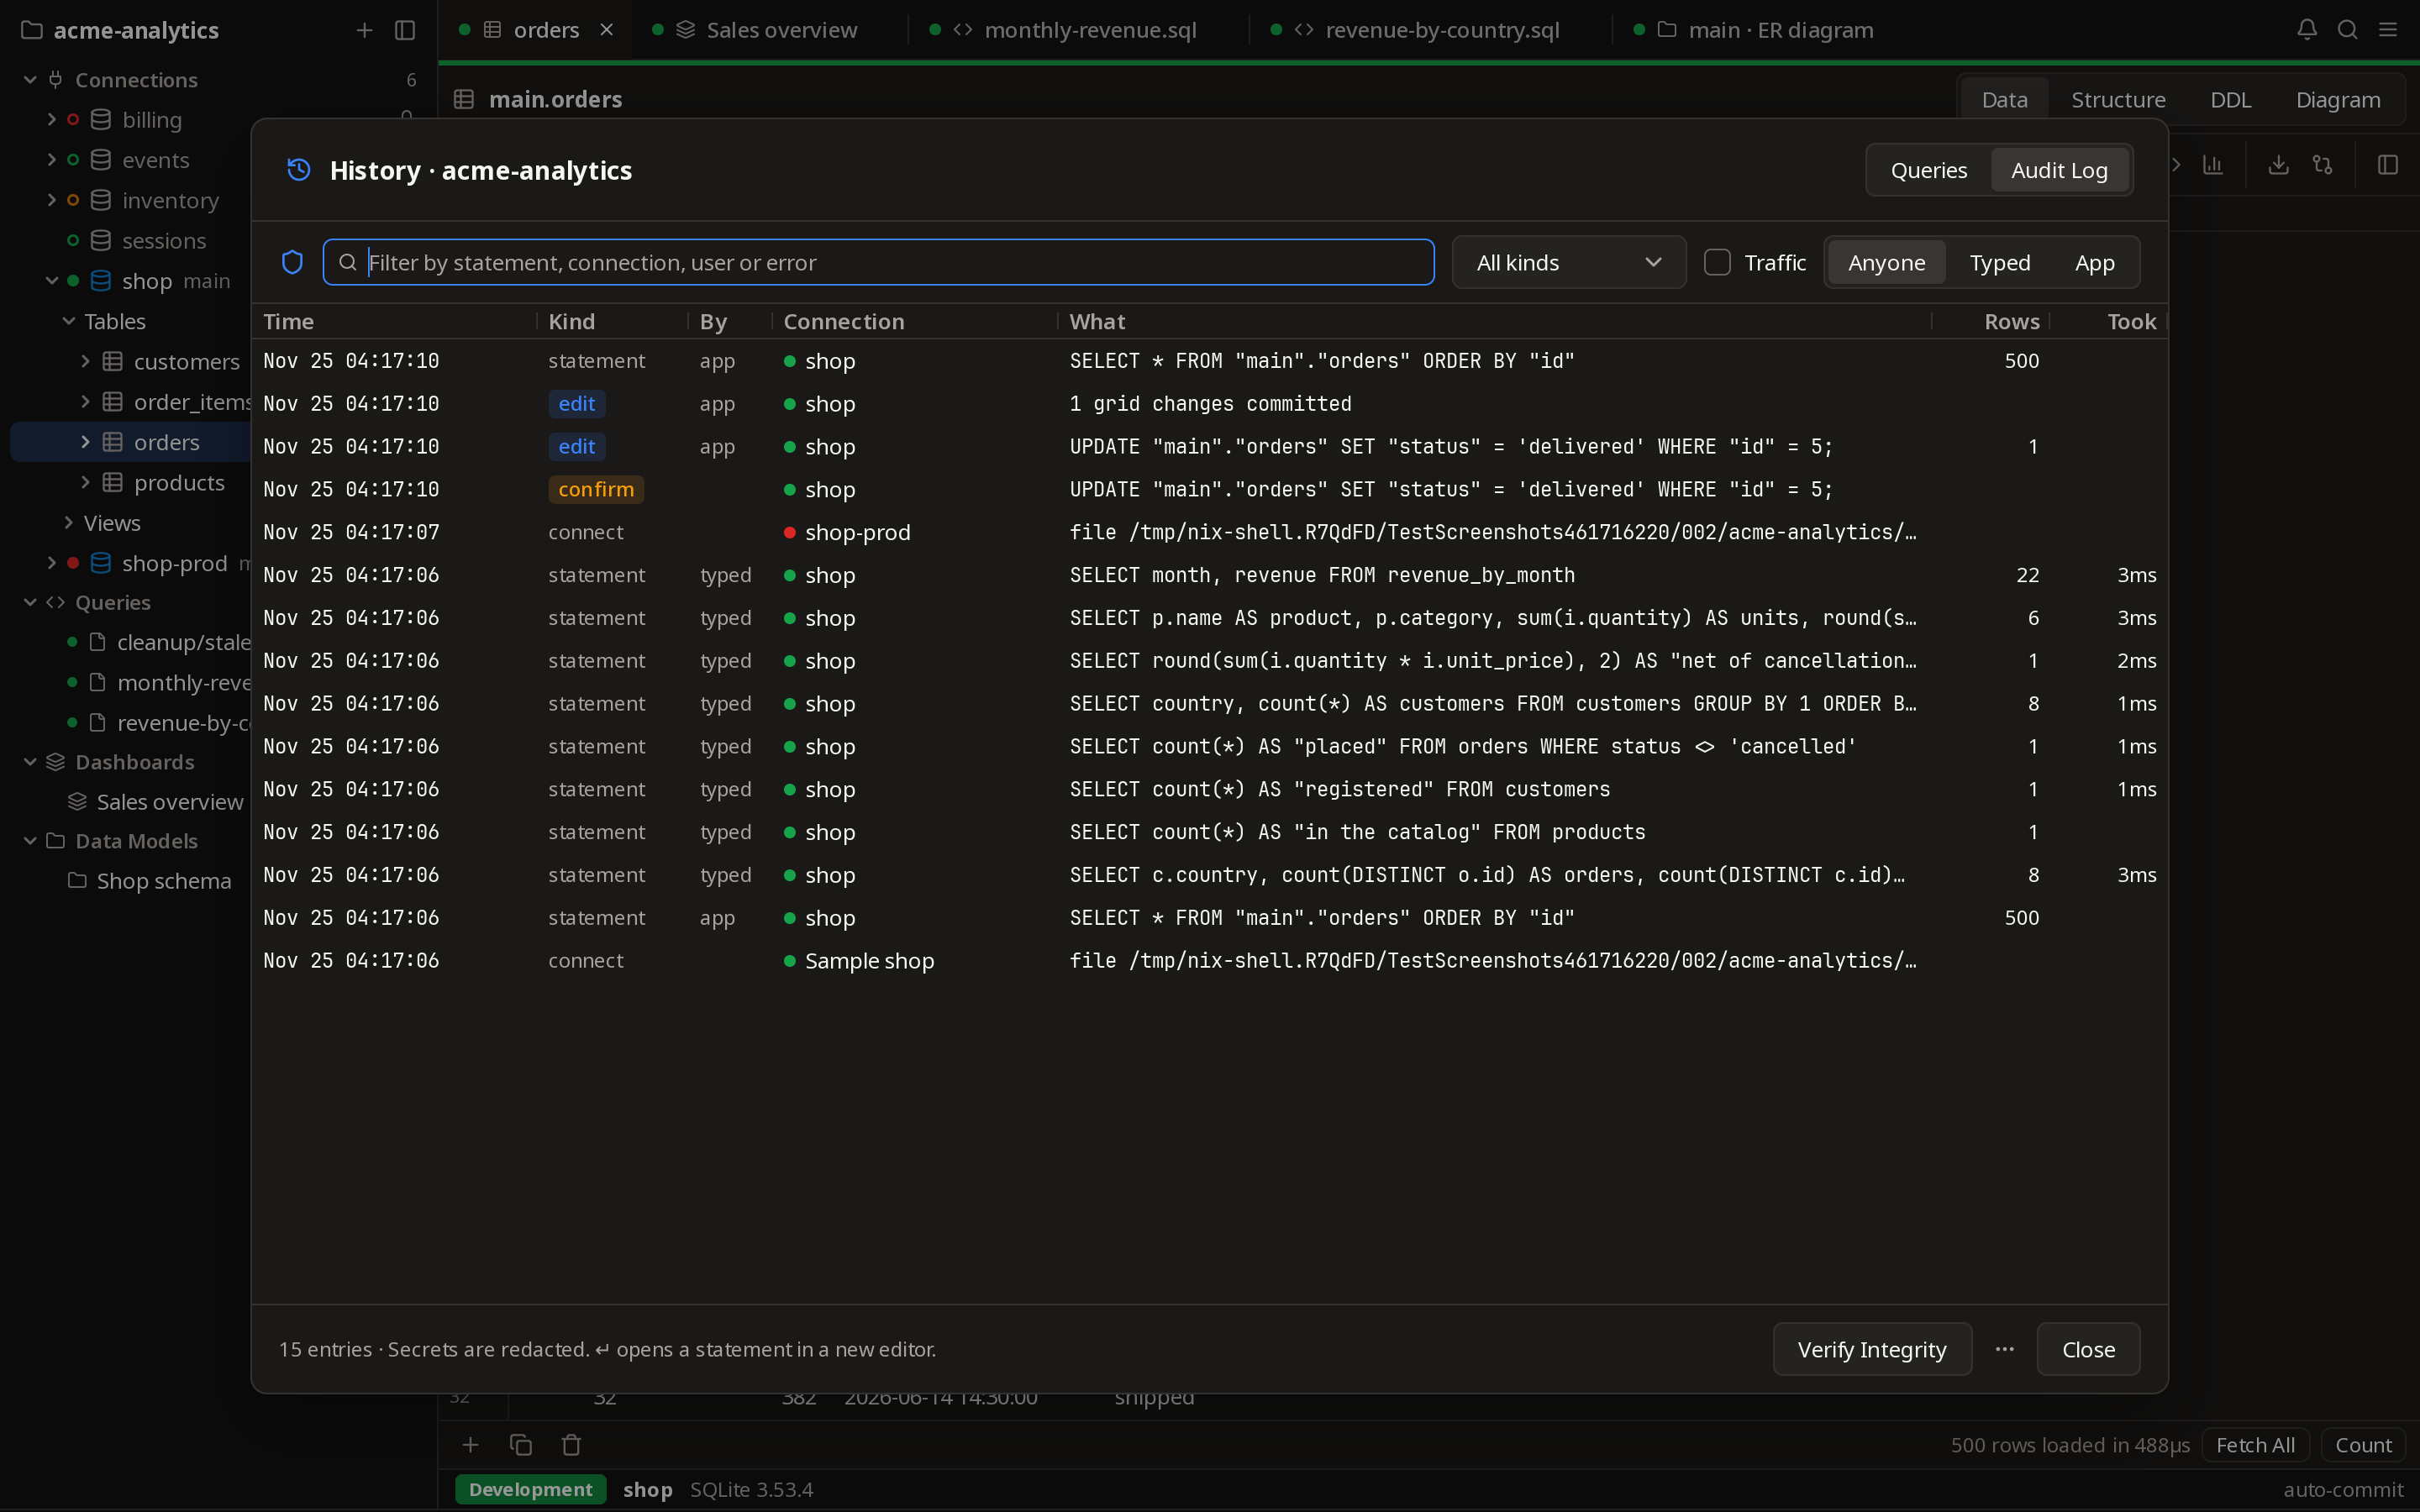 acme-analytics
orders
Sales overview
monthly-revenue.sql
revenue-by-country.sql
main · ER diagram
Connections 6
billing
events
inventory
sessions
shop main
Tables
customers
order_items
orders
products
Views
shop-prod
Queries
cleanup/stale
monthly-reve
revenue-by-c
Dashboards
Sales overview
Data Models
Shop schema
main.orders
Data Structure DDL Diagram
History · acme-analytics
Queries Audit Log
Filter by statement, connection, user or error
All kinds
Traffic
Anyone Typed App
Time Kind By Connection What Rows Took
Nov 25 04:17:10 statement app shop SELECT * FROM "main"."orders" ORDER BY "id" 500
Nov 25 04:17:10 edit app shop 1 grid changes committed
Nov 25 04:17:10 edit app shop UPDATE "main"."orders" SET "status" = 'delivered' WHERE "id" = 5; 1
Nov 25 04:17:10 confirm shop UPDATE "main"."orders" SET "status" = 'delivered' WHERE "id" = 5;
Nov 25 04:17:07 connect shop-prod file /tmp/nix-shell.R7QdFD/TestScreenshots461716220/002/acme-analytics/…
Nov 25 04:17:06 statement typed shop SELECT month, revenue FROM revenue_by_month 22 3ms
Nov 25 04:17:06 statement typed shop SELECT p.name AS product, p.category, sum(i.quantity) AS units, round(s… 6 3ms
Nov 25 04:17:06 statement typed shop SELECT round(sum(i.quantity * i.unit_price), 2) AS "net of cancellation… 1 2ms
Nov 25 04:17:06 statement typed shop SELECT country, count(*) AS customers FROM customers GROUP BY 1 ORDER B… 8 1ms
Nov 25 04:17:06 statement typed shop SELECT count(*) AS "placed" FROM orders WHERE status <> 'cancelled' 1 1ms
Nov 25 04:17:06 statement typed shop SELECT count(*) AS "registered" FROM customers 1 1ms
Nov 25 04:17:06 statement typed shop SELECT count(*) AS "in the catalog" FROM products 1
Nov 25 04:17:06 statement typed shop SELECT c.country, count(DISTINCT o.id) AS orders, count(DISTINCT c.id)… 8 3ms
Nov 25 04:17:06 statement app shop SELECT * FROM "main"."orders" ORDER BY "id" 500
Nov 25 04:17:06 connect Sample shop file /tmp/nix-shell.R7QdFD/TestScreenshots461716220/002/acme-analytics/…
15 entries · Secrets are redacted. ↵ opens a statement in a new editor.
Verify Integrity ··· Close
32 32 382 2026-06-14 14:30:00 shipped
500 rows loaded in 488µs Fetch All Count
Development shop SQLite 3.53.4 auto-commit